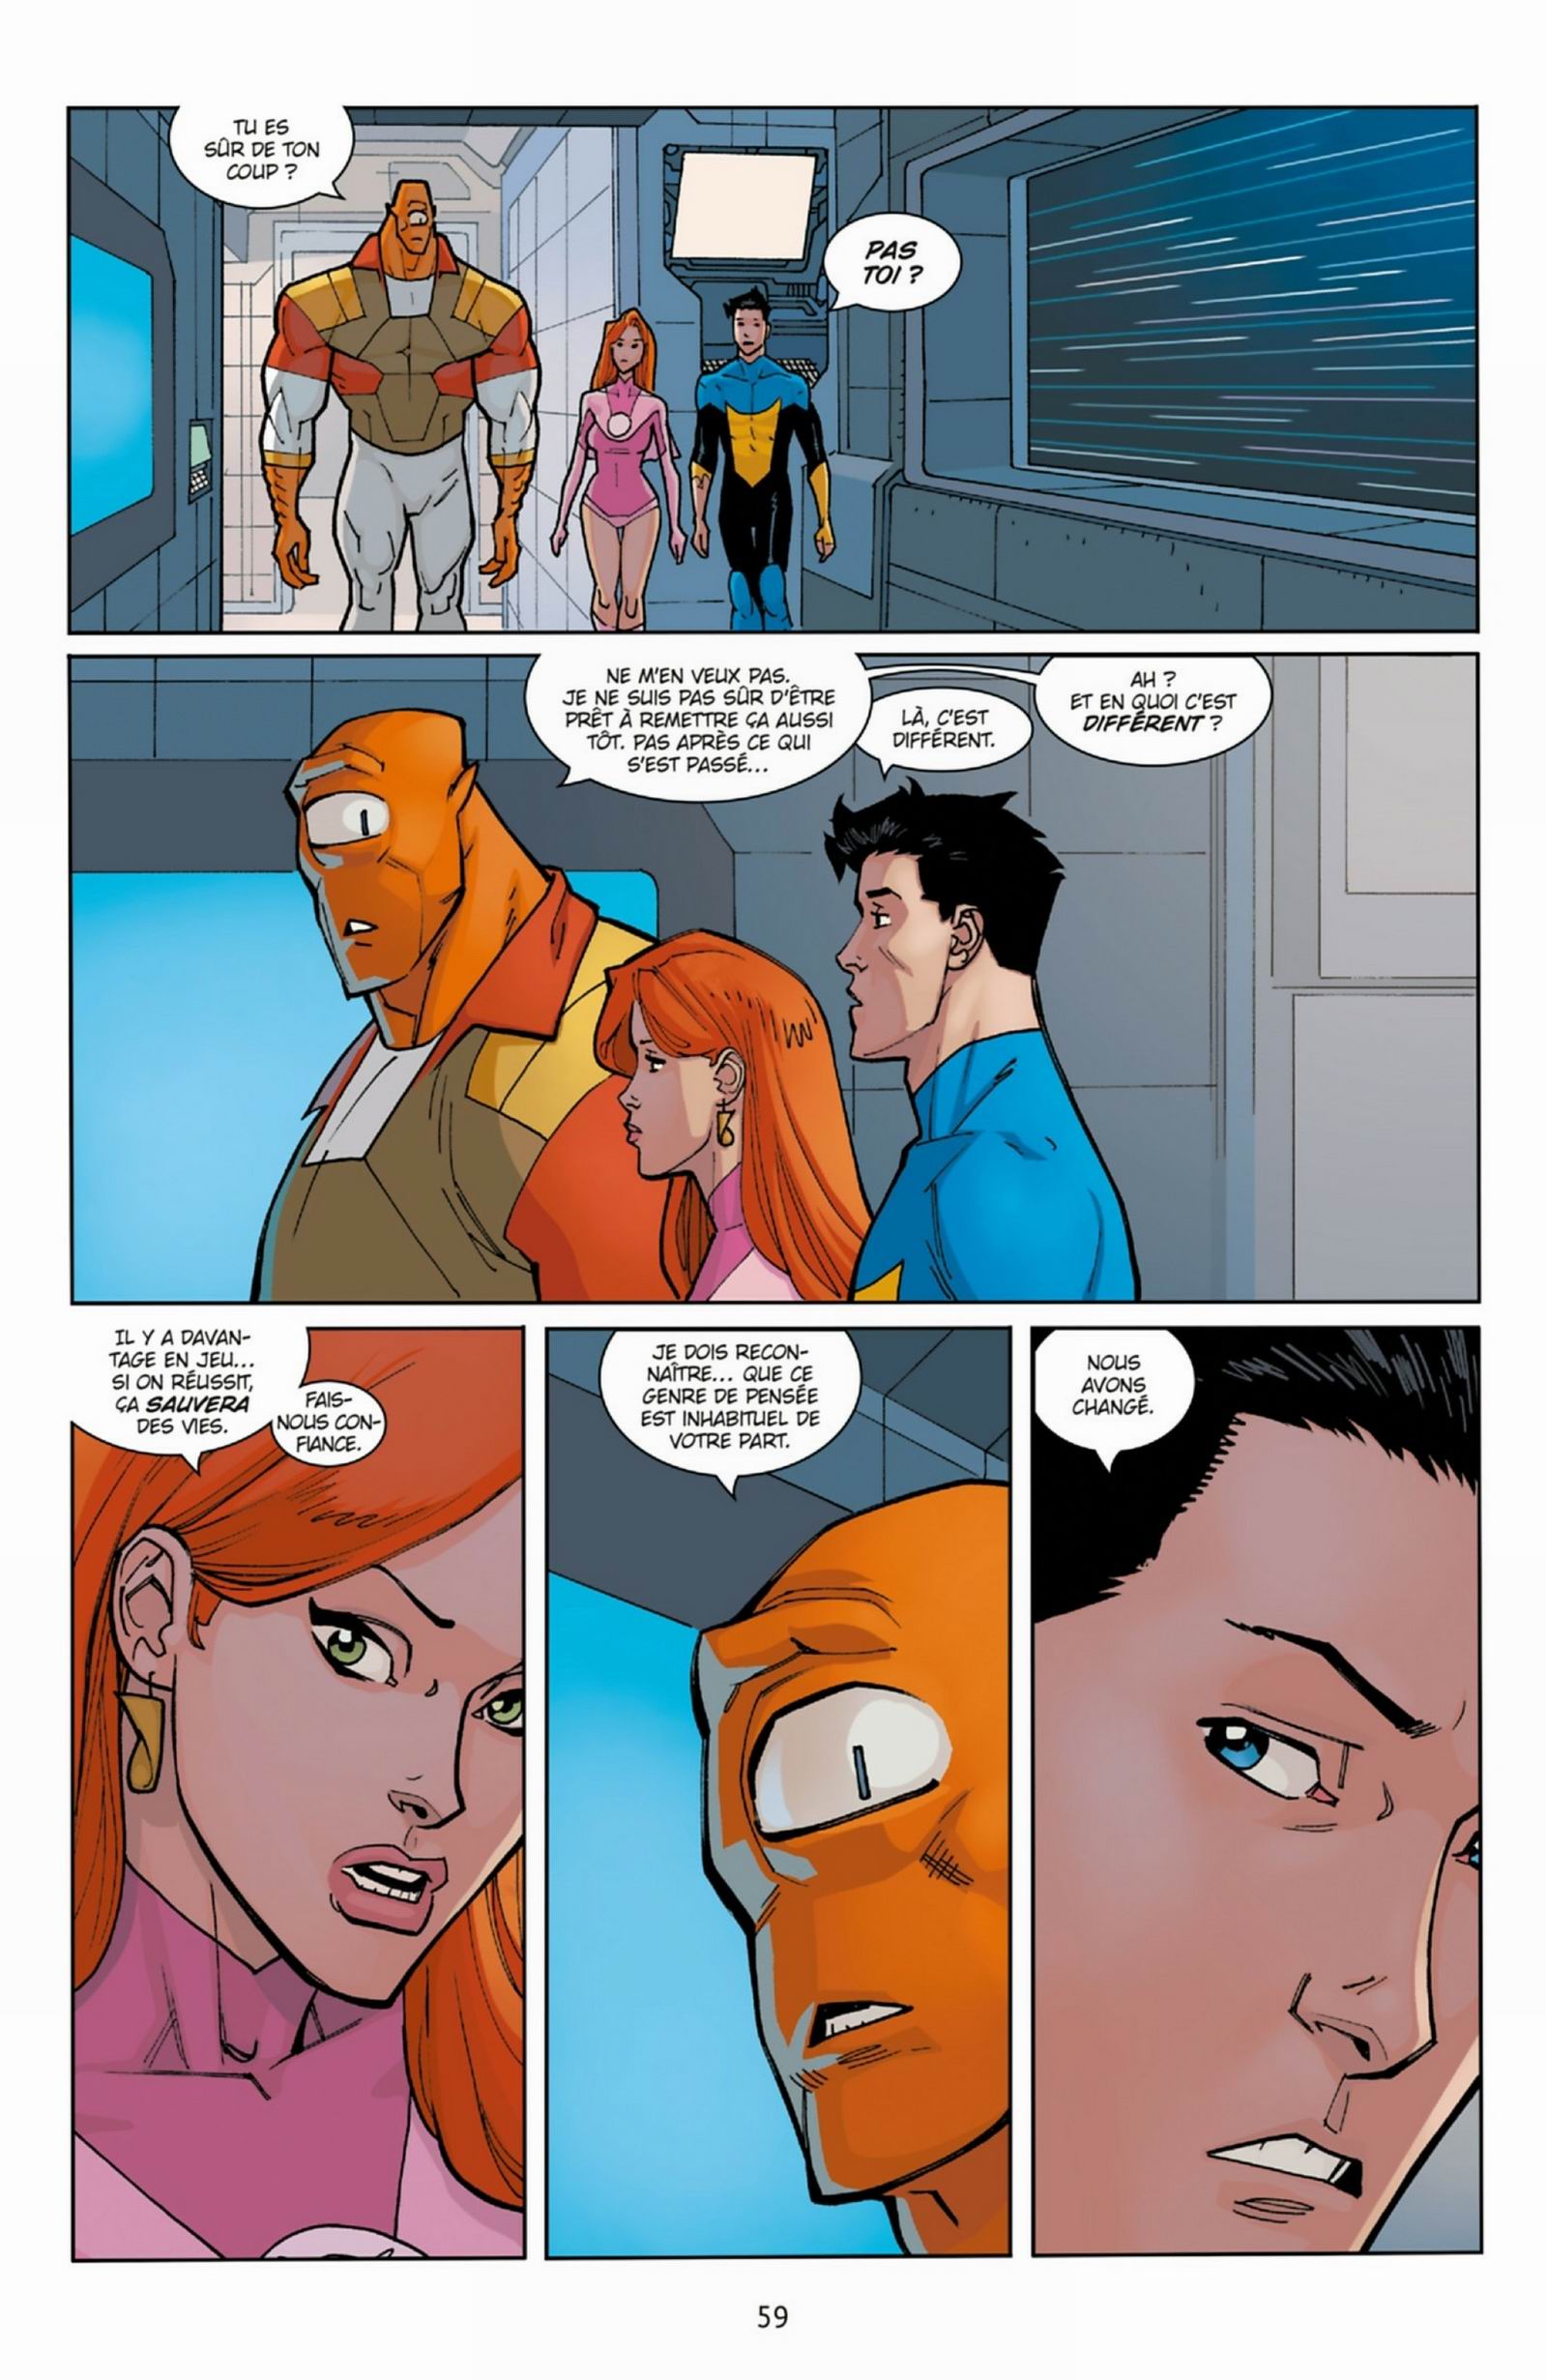 TU ES
SÛR DE TON
COUP ?
PAS
TOI ?
NE M'EN VEUX PAS.
JE NE SUIS PAS SÛR D'ÊTRE
PRÊT À REMETTRE ÇA AUSSI
TÔT. PAS APRÈS CE QUI
S'EST PASSÉ...
LÀ, C'EST
DIFFÉRENT.
AH ?
ET EN QUOI C'EST
DIFFÉRENT ?
IL Y A DAVAN-
TAGE EN JEU...
SI ON RÉUSSIT,
ÇA SAUVERA
DES VIES.
FAIS-
NOUS CON-
FIANCE.
JE DOIS RECON-
NAÎTRE... QUE CE
GENRE DE PENSÉE
EST INHABITUEL DE
VOTRE PART.
NOUS
AVONS
CHANGÉ.
59